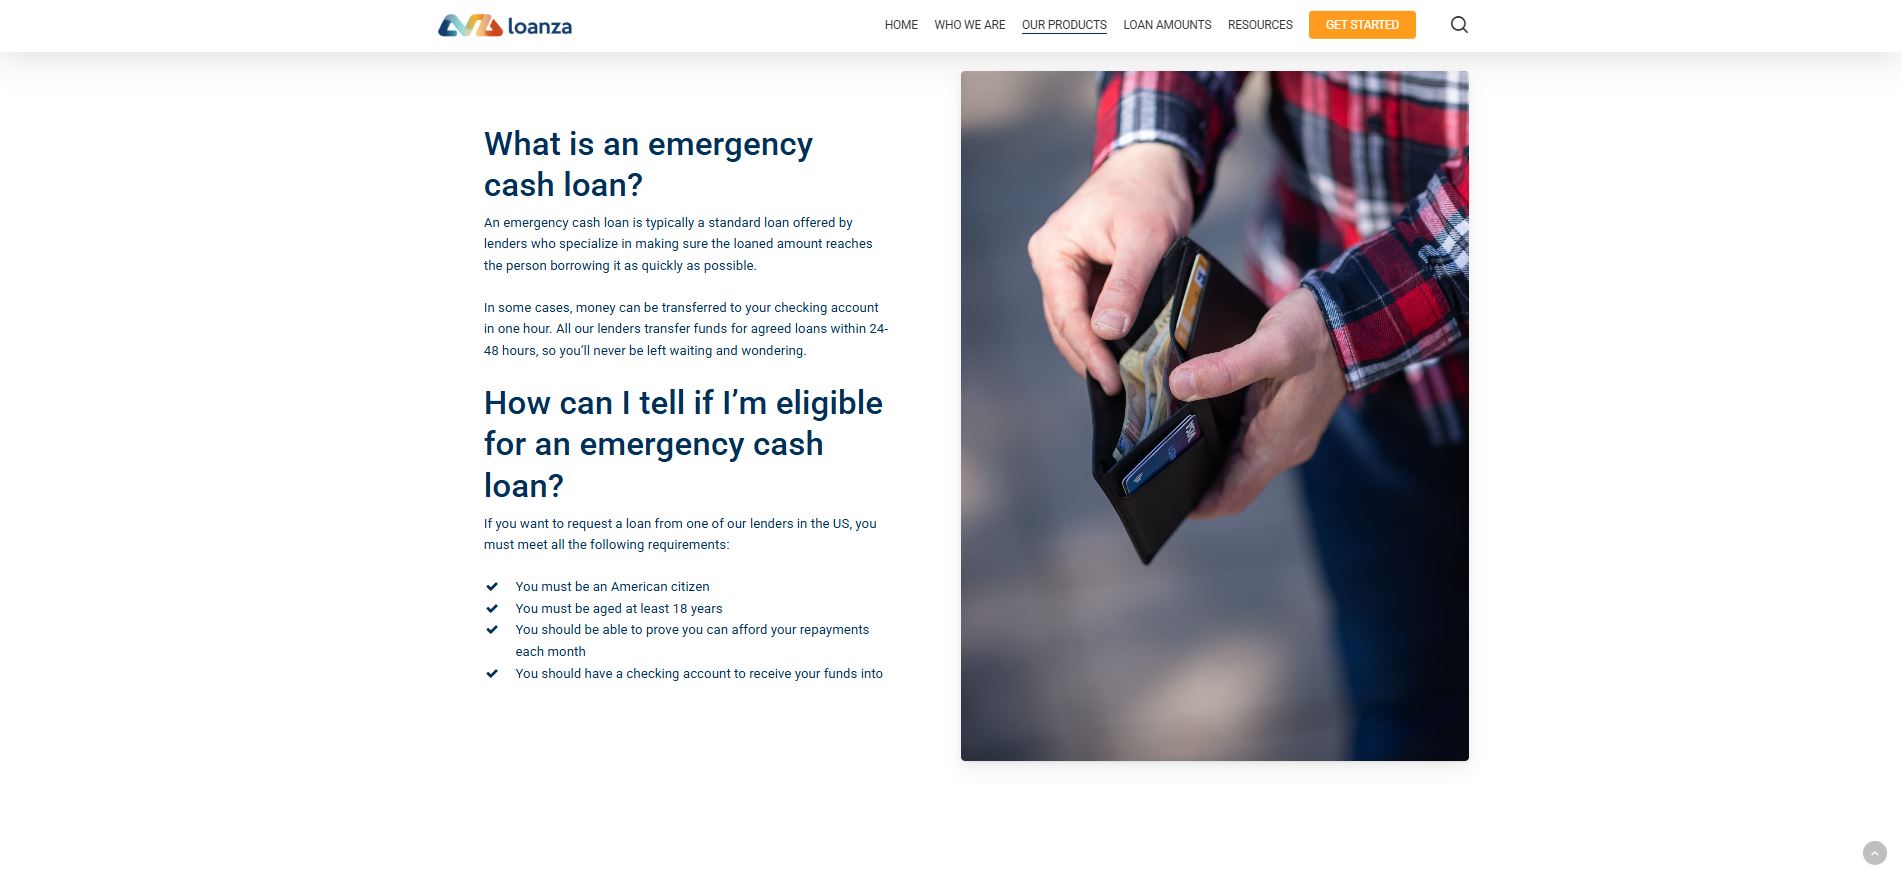 loanza
HOME WHO WE ARE OUR PRODUCTS LOAN AMOUNTS RESOURCES GET STARTED
What is an emergency
cash loan?
An emergency cash loan is typically a standard loan offered by
lenders who specialize in making sure the loaned amount reaches
the person borrowing it as quickly as possible.
In some cases, money can be transferred to your checking account
in one hour. All our lenders transfer funds for agreed loans within 24-
48 hours, so you’ll never be left waiting and wondering.
How can I tell if I’m eligible
for an emergency cash
loan?
If you want to request a loan from one of our lenders in the US, you
must meet all the following requirements:
You must be an American citizen
You must be aged at least 18 years
You should be able to prove you can afford your repayments
each month
You should have a checking account to receive your funds into
VISA